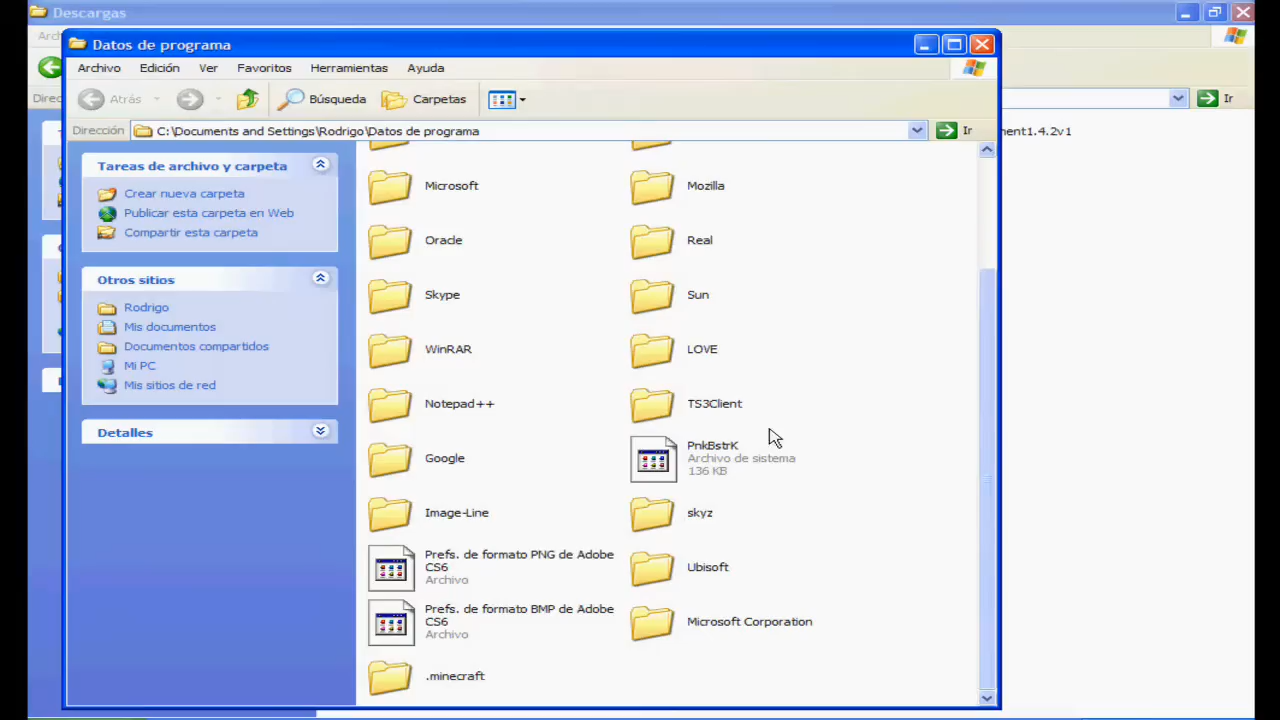 Descargas
Arch
Direc
Ir
ment1.4.2v1
Datos de programa
Archivo Edición Ver Favoritos Herramientas Ayuda
Atrás Búsqueda Carpetas
Dirección C:\Documents and Settings\Rodrigo\Datos de programa Ir
Tareas de archivo y carpeta
Crear nueva carpeta
Publicar esta carpeta en Web
Compartir esta carpeta
Otros sitios
Rodrigo
Mis documentos
Documentos compartidos
Mi PC
Mis sitios de red
Detalles
Microsoft Mozilla
Oracle Real
Skype Sun
WinRAR LOVE
Notepad++ TS3Client
Google
PnkBstrK
Archivo de sistema
136 KB
Image-Line skyz
Prefs. de formato PNG de Adobe
CS6
Archivo
Ubisoft
Prefs. de formato BMP de Adobe
CS6
Archivo
Microsoft Corporation
.minecraft